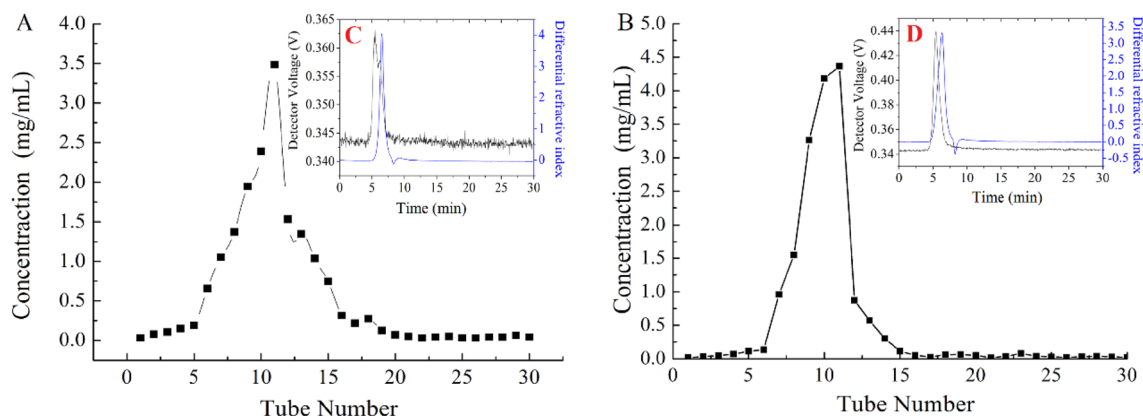 A
Concentraction (mg/mL)
4.0
3.5
3.0
2.5
2.0
1.5
1.0
0.5
0.0
0 5 10 15 20 25 30
Tube Number
C
Detector Voltage (V)
0.365
0.360
0.355
0.350
0.345
0.340
0 5 10 15 20 25 30
Time (min)
4
3
2
1
0
Differential refractive index
B
Concentraction (mg/mL)
5.0
4.5
4.0
3.5
3.0
2.5
2.0
1.5
1.0
0.5
0.0
0 5 10 15 20 25 30
Tube Number
D
Detector Voltage (V)
0.44
0.42
0.40
0.38
0.36
0.34
0 5 10 15 20 25 30
Time (min)
3.5
3.0
2.5
2.0
1.5
1.0
0.5
0.0
-0.5
Differential refractive index